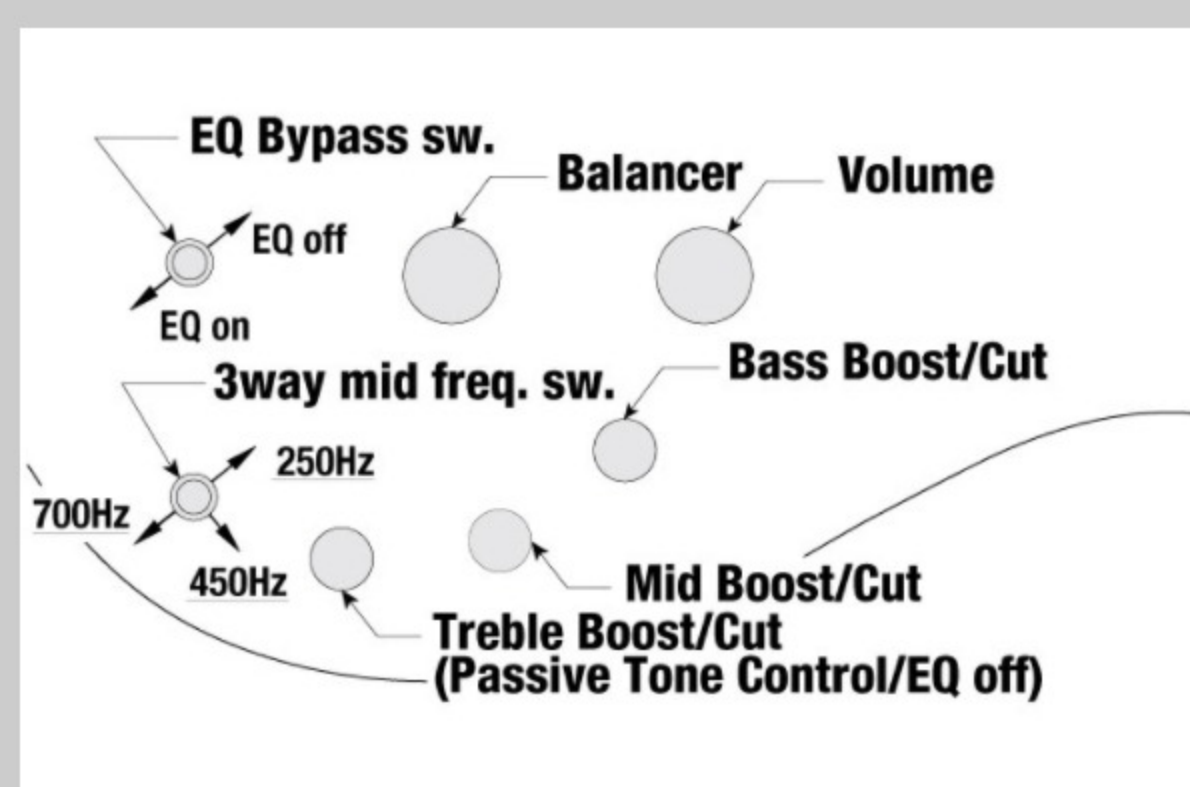 EQ Bypass sw.
Balancer
Volume
EQ off
EQ on
3way mid freq. sw.
Bass Boost/Cut
250Hz
700Hz
450Hz
Mid Boost/Cut
Treble Boost/Cut
(Passive Tone Control/EQ off)